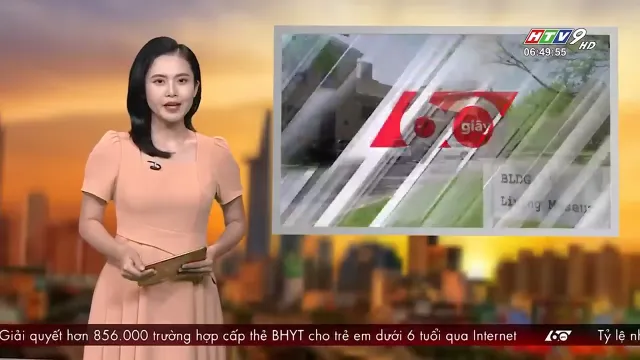 HTV9 HD
06:49:55
60 giây
BLDG
Living Museum
Giải quyết hơn 856.000 trường hợp cấp thẻ BHYT cho trẻ em dưới 6 tuổi qua Internet 60 Tỷ lệ